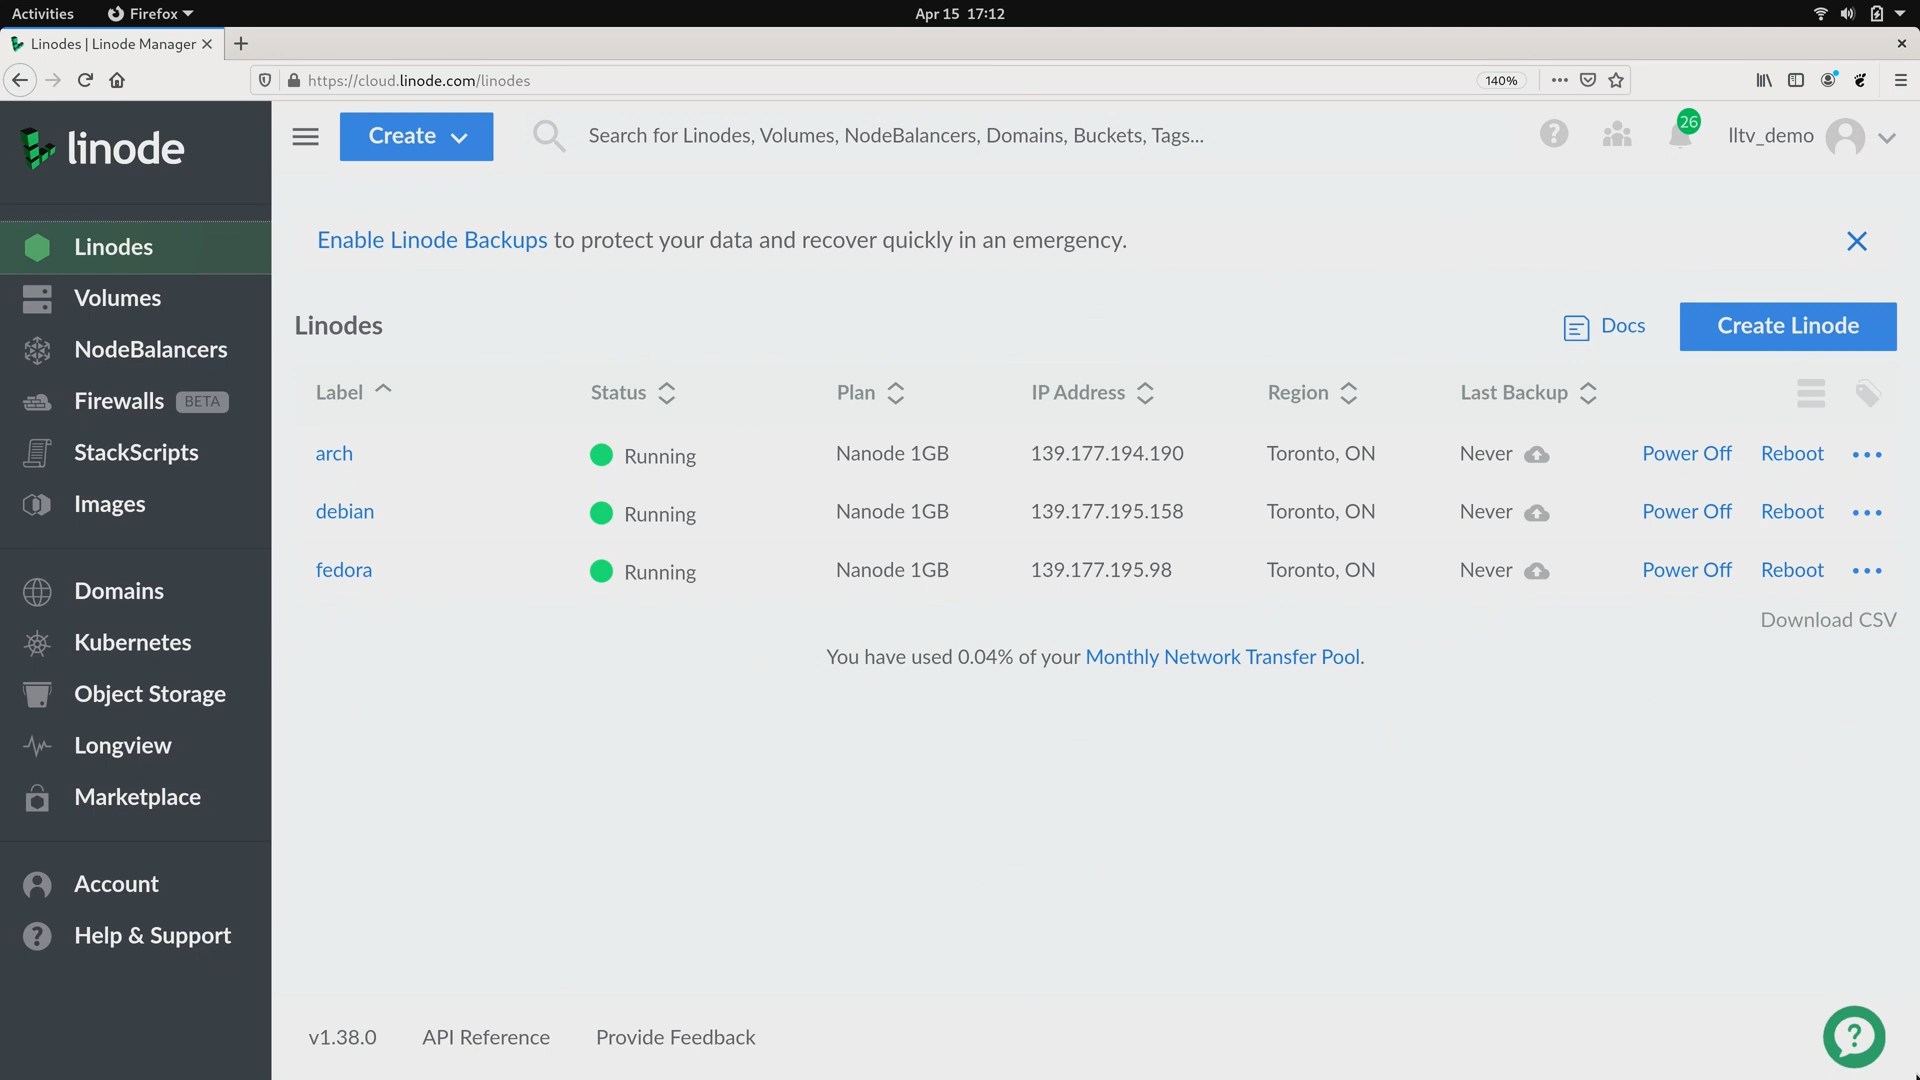 Activities Firefox Apr 15 17:12
Linodes | Linode Manager
https://cloud.linode.com/linodes 140%
linode
Create Search for Linodes, Volumes, NodeBalancers, Domains, Buckets, Tags... 26 lltv_demo
Linodes
Volumes
NodeBalancers
Firewalls BETA
StackScripts
Images
Domains
Kubernetes
Object Storage
Longview
Marketplace
Account
Help & Support
Enable Linode Backups to protect your data and recover quickly in an emergency.
Linodes Docs Create Linode
Label Status Plan IP Address Region Last Backup
arch Running Nanode 1GB 139.177.194.190 Toronto, ON Never Power Off Reboot
debian Running Nanode 1GB 139.177.195.158 Toronto, ON Never Power Off Reboot
fedora Running Nanode 1GB 139.177.195.98 Toronto, ON Never Power Off Reboot
Download CSV
You have used 0.04% of your Monthly Network Transfer Pool.
v1.38.0 API Reference Provide Feedback